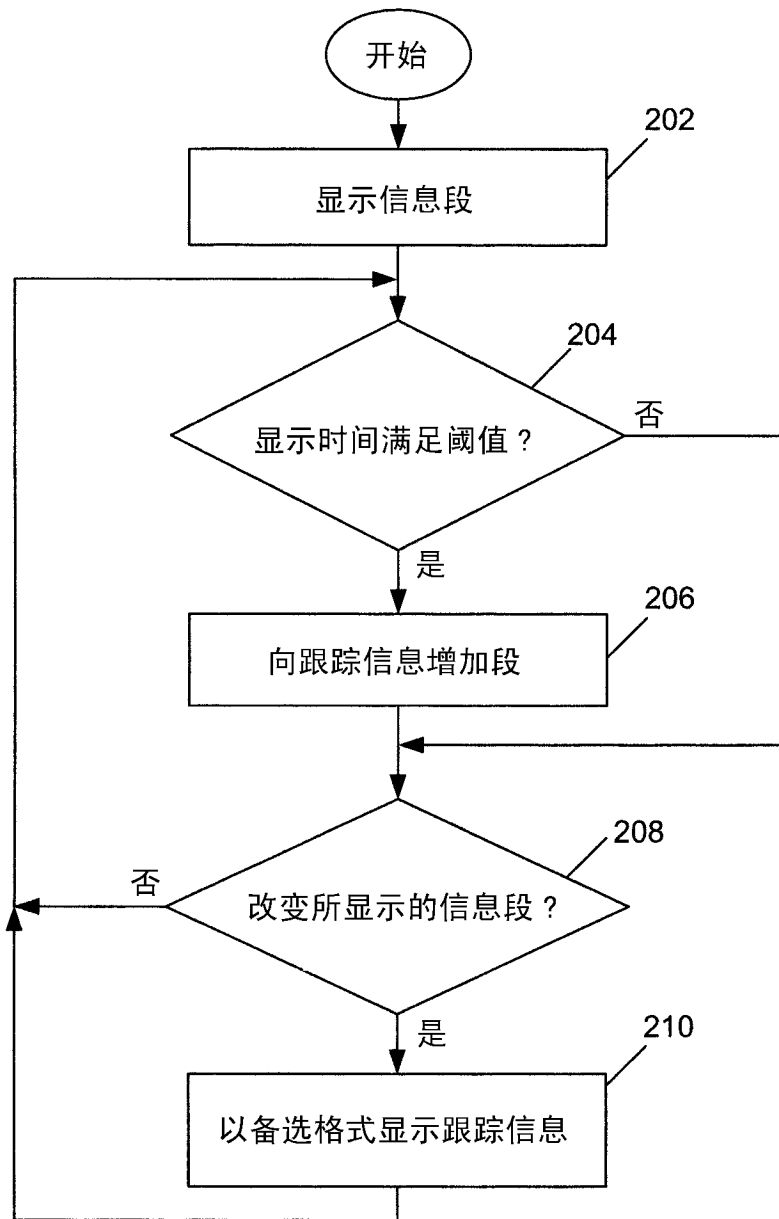 开始
202
显示信息段
204
显示时间满足阈值？
否
是
206
向跟踪信息增加段
208
否
改变所显示的信息段？
是
210
以备选格式显示跟踪信息